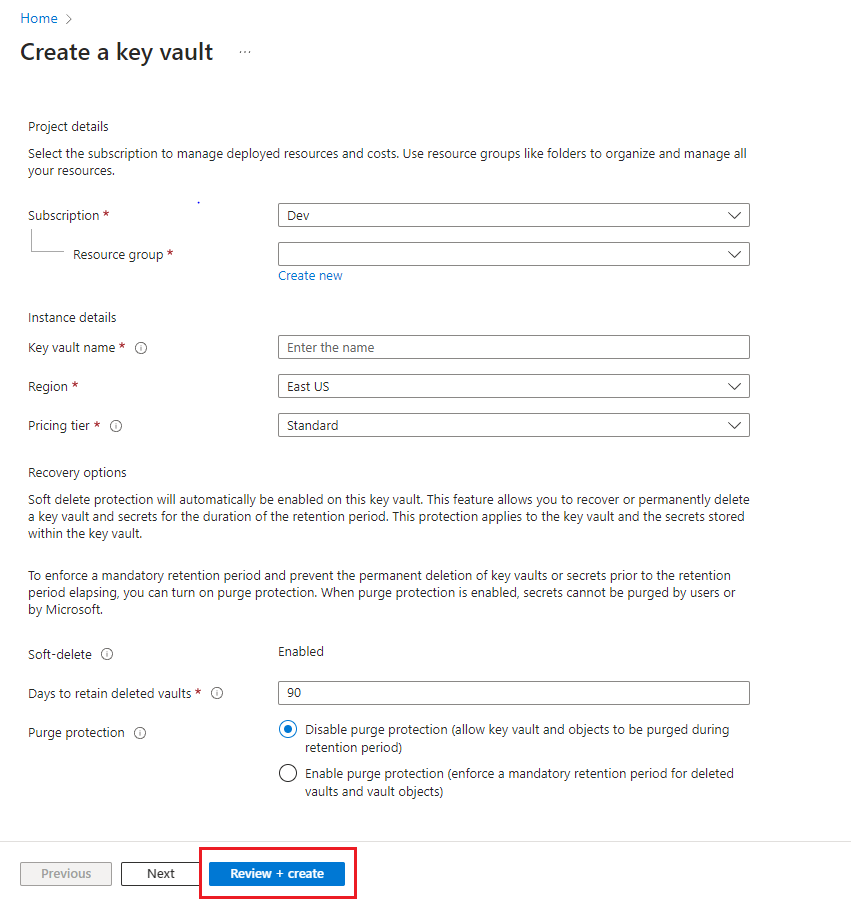 Home >
Create a key vault ...
Project details
Select the subscription to manage deployed resources and costs. Use resource groups like folders to organize and manage all
your resources.
Subscription * Dev
Resource group *
Create new
Instance details
Key vault name * Enter the name
Region * East US
Pricing tier * Standard
Recovery options
Soft delete protection will automatically be enabled on this key vault. This feature allows you to recover or permanently delete
a key vault and secrets for the duration of the retention period. This protection applies to the key vault and the secrets stored
within the key vault.
To enforce a mandatory retention period and prevent the permanent deletion of key vaults or secrets prior to the retention
period elapsing, you can turn on purge protection. When purge protection is enabled, secrets cannot be purged by users or
by Microsoft.
Soft-delete Enabled
Days to retain deleted vaults * 90
Purge protection Disable purge protection (allow key vault and objects to be purged during
retention period)
Enable purge protection (enforce a mandatory retention period for deleted
vaults and vault objects)
Previous Next Review + create